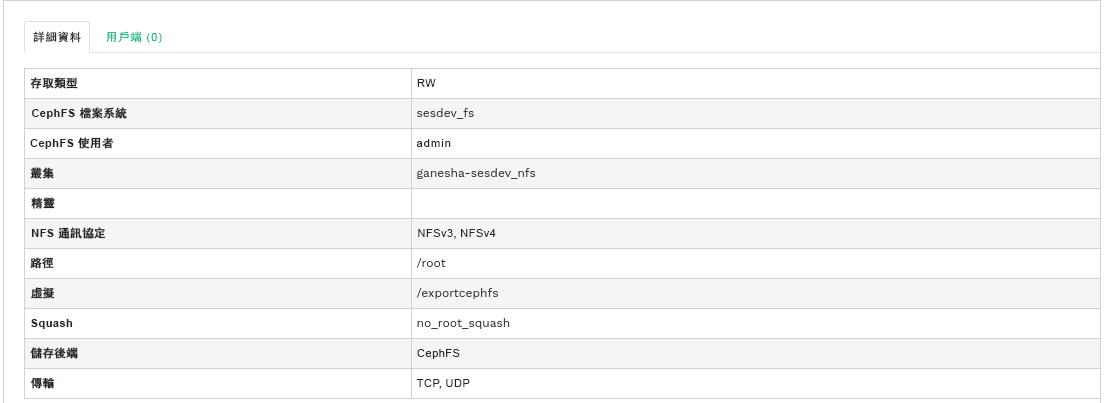 詳細資料 用戶端 (0)
存取類型 RW
CephFS 檔案系統 sesdev_fs
CephFS 使用者 admin
叢集 ganesha-sesdev_nfs
精靈
NFS 通訊協定 NFSv3, NFSv4
路徑 /root
虛擬 /exportcephfs
Squash no_root_squash
儲存後端 CephFS
傳輸 TCP, UDP